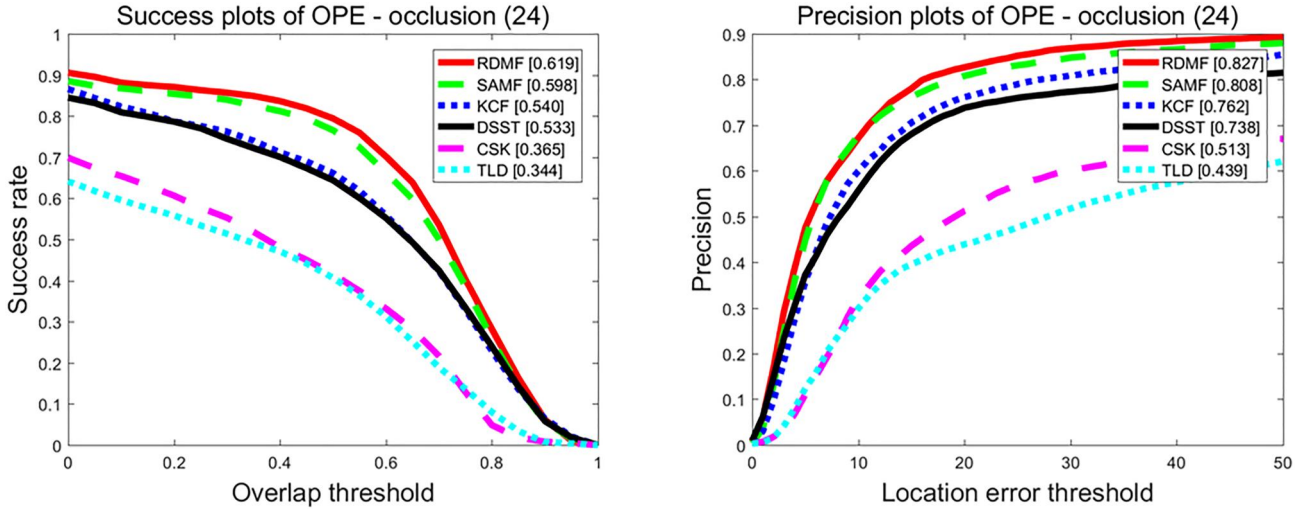 Success plots of OPE - occlusion (24)
1
0.9
0.8
0.7
0.6
0.5
0.4
0.3
0.2
0.1
0
0
0.2
0.4
0.6
0.8
1
Success rate
Overlap threshold
RDMF [0.619]
SAMF [0.598]
KCF [0.540]
DSST [0.533]
CSK [0.365]
TLD [0.344]
Precision plots of OPE - occlusion (24)
0.9
0.8
0.7
0.6
0.5
0.4
0.3
0.2
0.1
0
0
10
20
30
40
50
Precision
Location error threshold
RDMF [0.827]
SAMF [0.808]
KCF [0.762]
DSST [0.738]
CSK [0.513]
TLD [0.439]